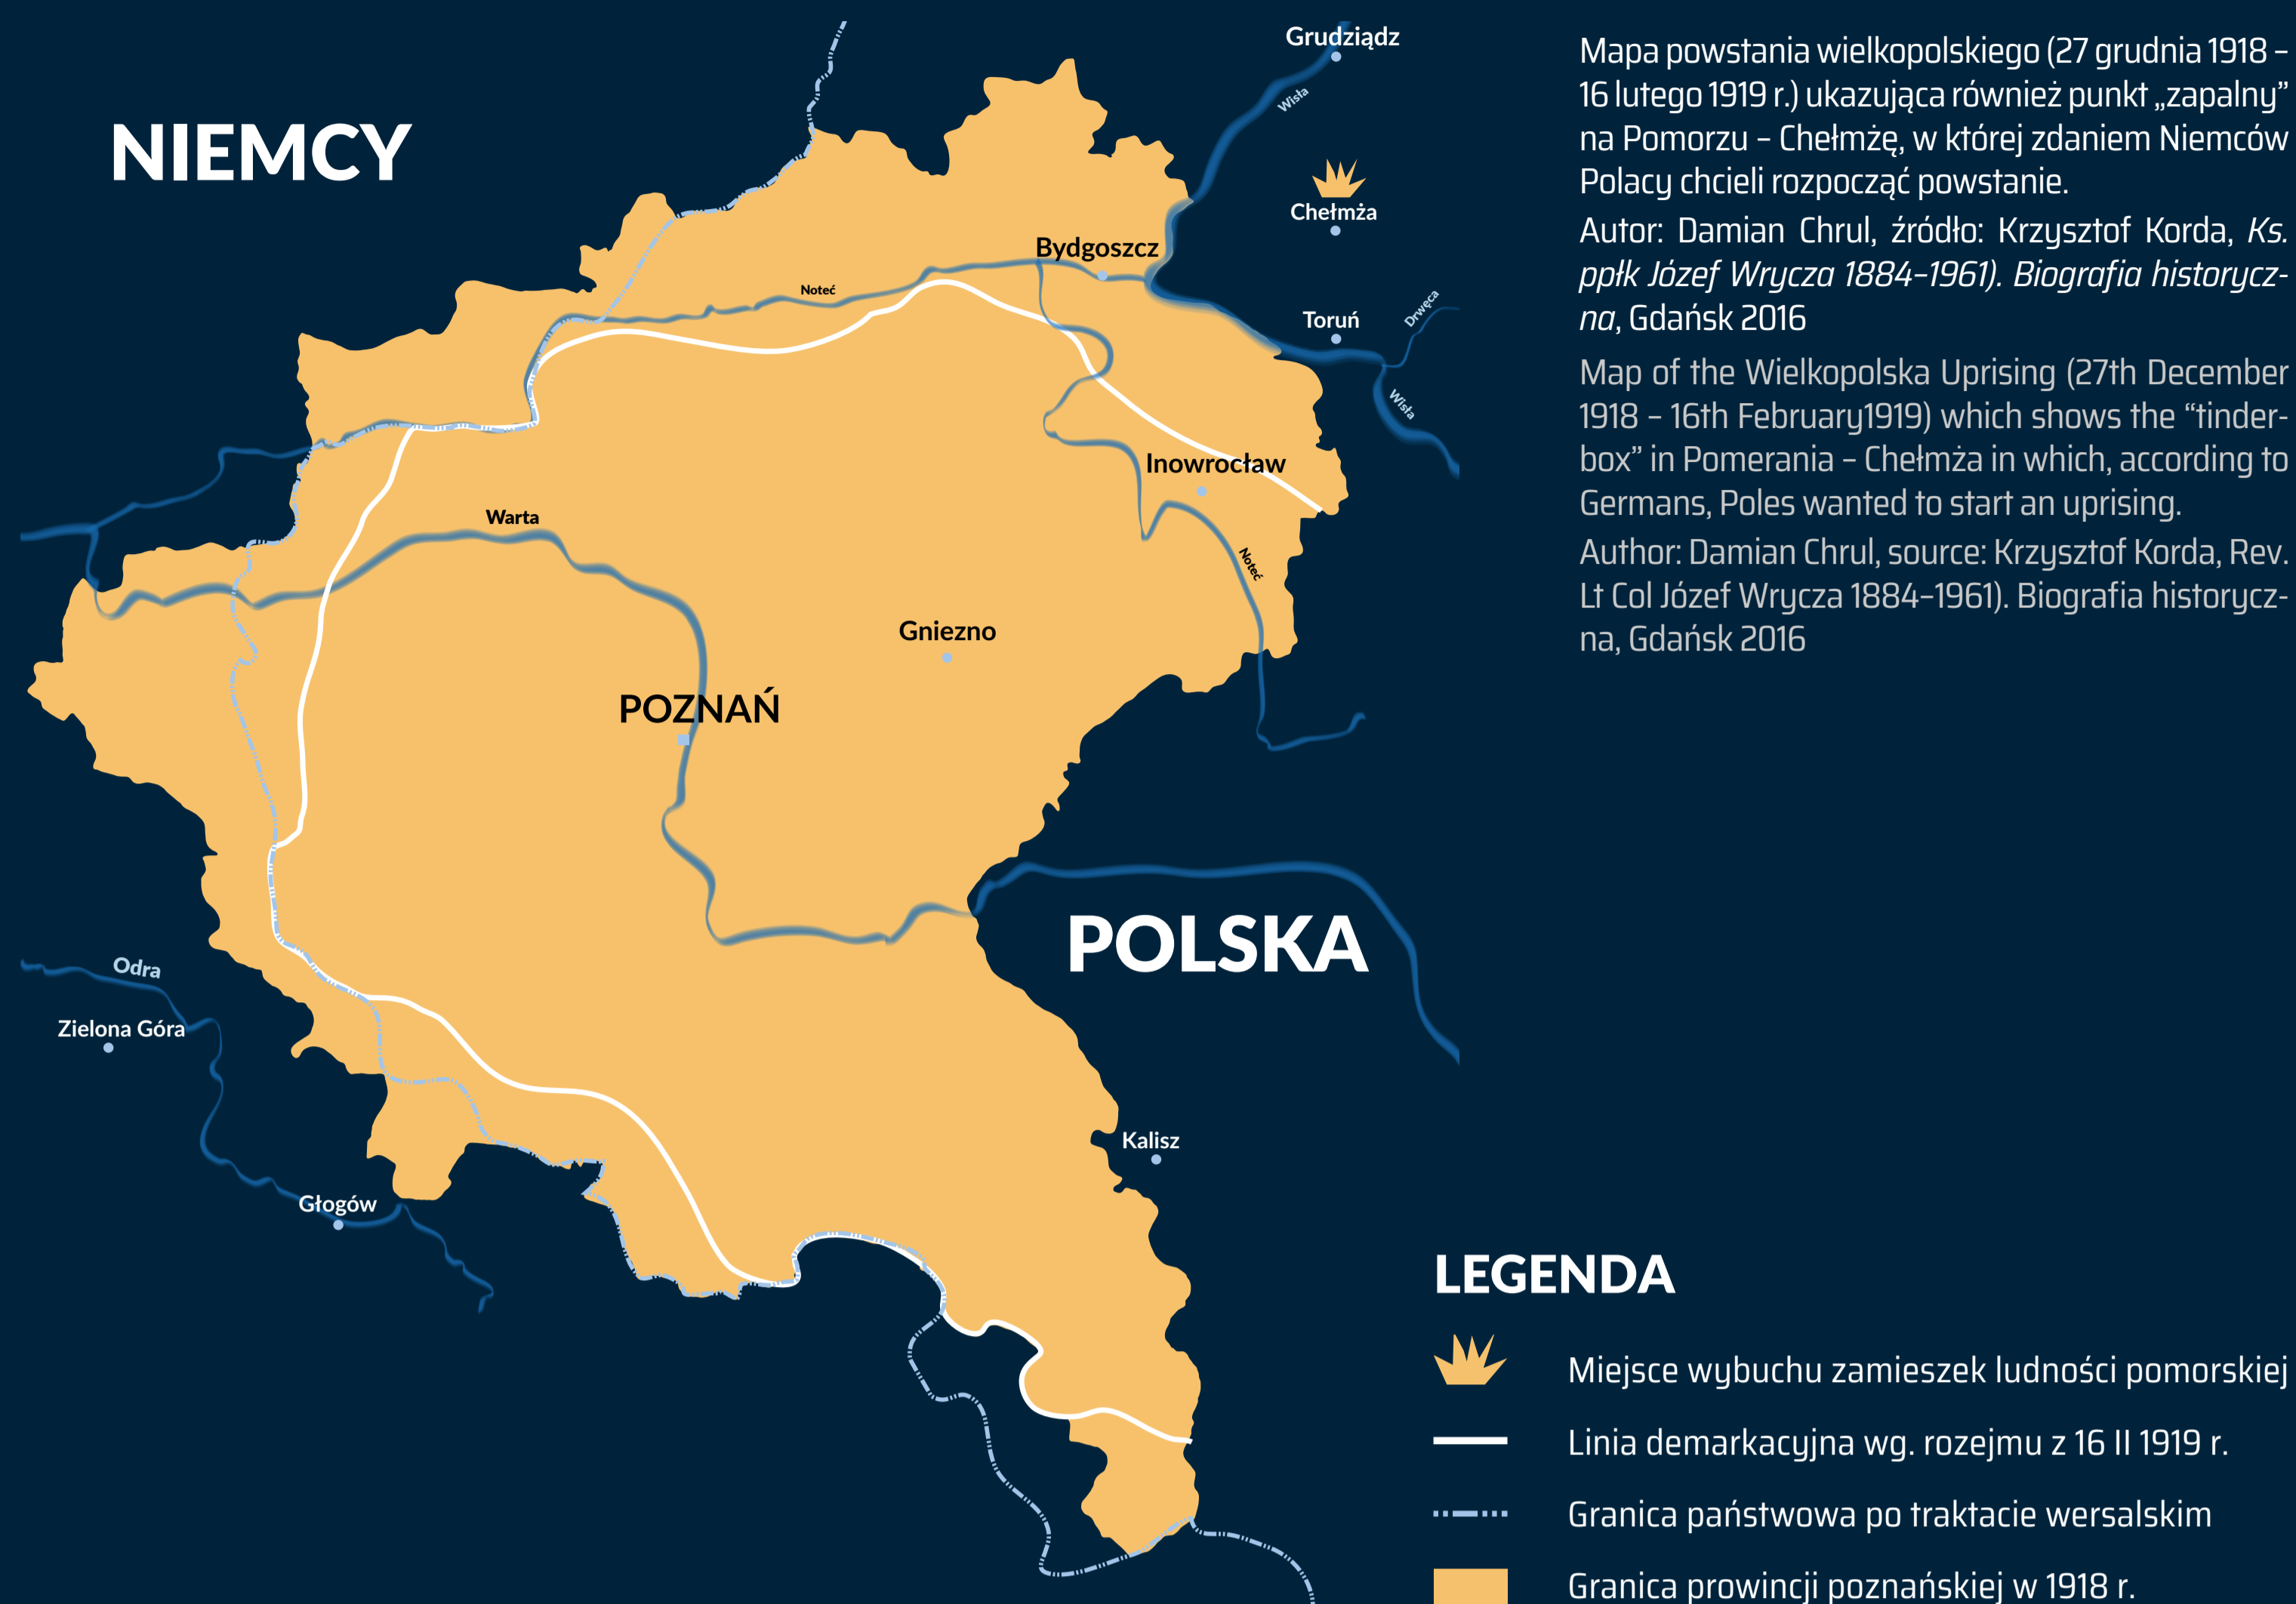 NIEMCY
Grudziądz
Wisła
Chełmża
Bydgoszcz
Noteć
Toruń
Drwęca
Wisła
Inowrocław
Warta
Noteć
Gniezno
POZNAŃ
POLSKA
Odra
Zielona Góra
Kalisz
Głogów
Mapa powstania wielkopolskiego (27 grudnia 1918 –
16 lutego 1919 r.) ukazująca również punkt „zapalny”
na Pomorzu – Chełmżę, w której zdaniem Niemców
Polacy chcieli rozpocząć powstanie.
Autor: Damian Chrul, źródło: Krzysztof Korda, Ks.
ppłk Józef Wrycza 1884–1961). Biografia historycz-
na, Gdańsk 2016
Map of the Wielkopolska Uprising (27th December
1918 – 16th February1919) which shows the “tinder-
box” in Pomerania – Chełmża in which, according to
Germans, Poles wanted to start an uprising.
Author: Damian Chrul, source: Krzysztof Korda, Rev.
Lt Col Józef Wrycza 1884–1961). Biografia historycz-
na, Gdańsk 2016
LEGENDA
Miejsce wybuchu zamieszek ludności pomorskiej
Linia demarkacyjna wg. rozejmu z 16 II 1919 r.
Granica państwowa po traktacie wersalskim
Granica prowincji poznańskiej w 1918 r.